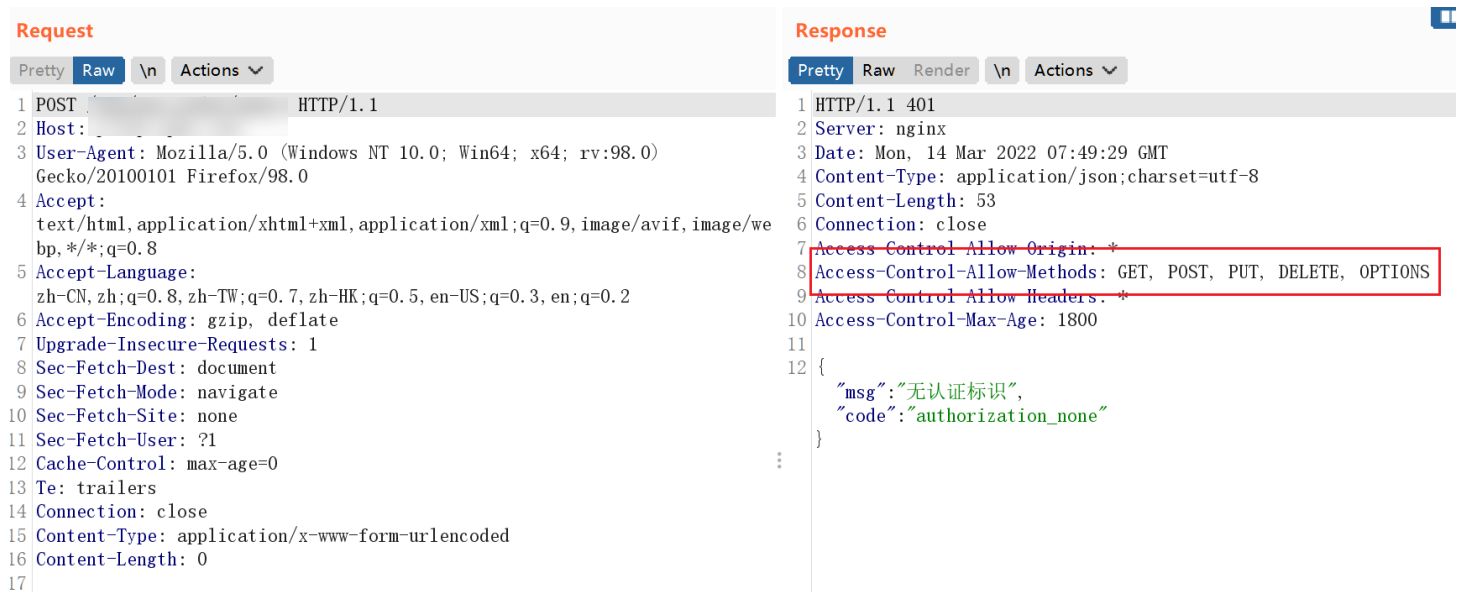 Request
Pretty Raw \n Actions
1 POST / HTTP/1.1
2 Host:
3 User-Agent: Mozilla/5.0 (Windows NT 10.0; Win64; x64; rv:98.0)
Gecko/20100101 Firefox/98.0
4 Accept:
text/html,application/xhtml+xml,application/xml;q=0.9,image/avif,image/we
bp,*/*;q=0.8
5 Accept-Language:
zh-CN,zh;q=0.8,zh-TW;q=0.7,zh-HK;q=0.5,en-US;q=0.3,en;q=0.2
6 Accept-Encoding: gzip, deflate
7 Upgrade-Insecure-Requests: 1
8 Sec-Fetch-Dest: document
9 Sec-Fetch-Mode: navigate
10 Sec-Fetch-Site: none
11 Sec-Fetch-User: ?1
12 Cache-Control: max-age=0
13 Te: trailers
14 Connection: close
15 Content-Type: application/x-www-form-urlencoded
16 Content-Length: 0
17
Response
Pretty Raw Render \n Actions
1 HTTP/1.1 401
2 Server: nginx
3 Date: Mon, 14 Mar 2022 07:49:29 GMT
4 Content-Type: application/json;charset=utf-8
5 Content-Length: 53
6 Connection: close
7 Access-Control-Allow-Origin: *
8 Access-Control-Allow-Methods: GET, POST, PUT, DELETE, OPTIONS
9 Access-Control-Allow-Headers: *
10 Access-Control-Max-Age: 1800
11
12 {
"msg":"无认证标识",
"code":"authorization_none"
}